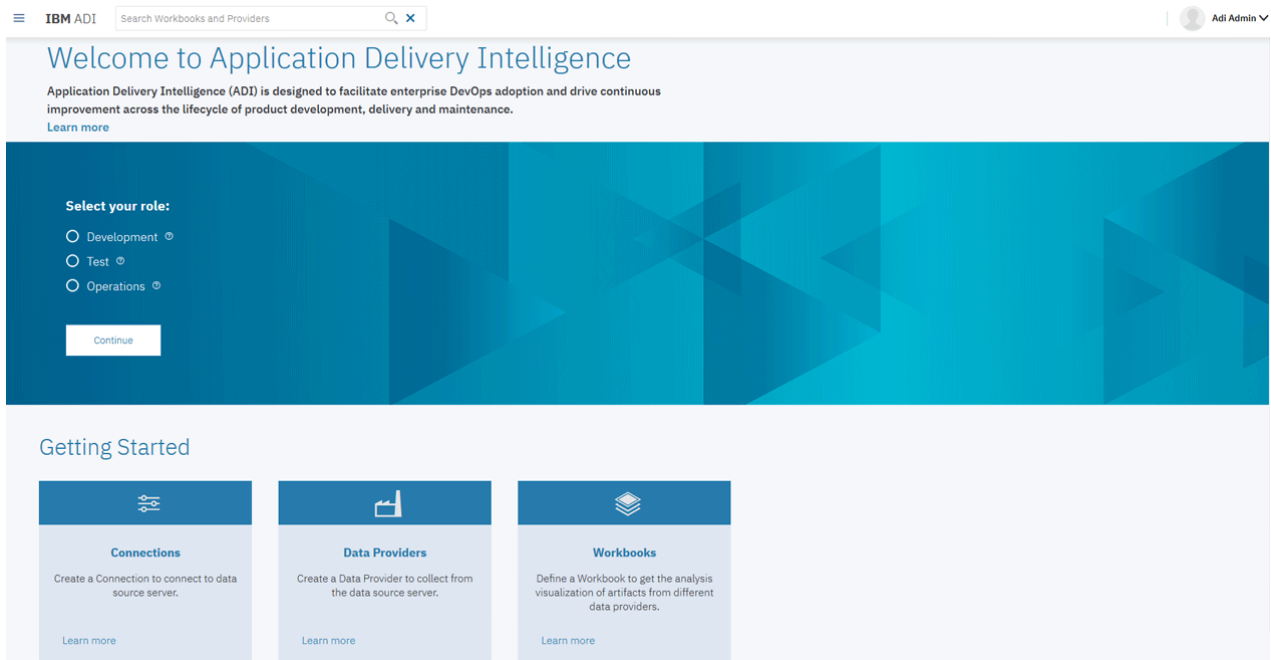 IBM ADI
Search Workbooks and Providers
Adi Admin
Welcome to Application Delivery Intelligence
Application Delivery Intelligence (ADI) is designed to facilitate enterprise DevOps adoption and drive continuous
improvement across the lifecycle of product development, delivery and maintenance.
Learn more
Select your role:
Development
Test
Operations
Continue
Getting Started
Connections
Create a Connection to connect to data
source server.
Learn more
Data Providers
Create a Data Provider to collect from
the data source server.
Learn more
Workbooks
Define a Workbook to get the analysis
visualization of artifacts from different
data providers.
Learn more